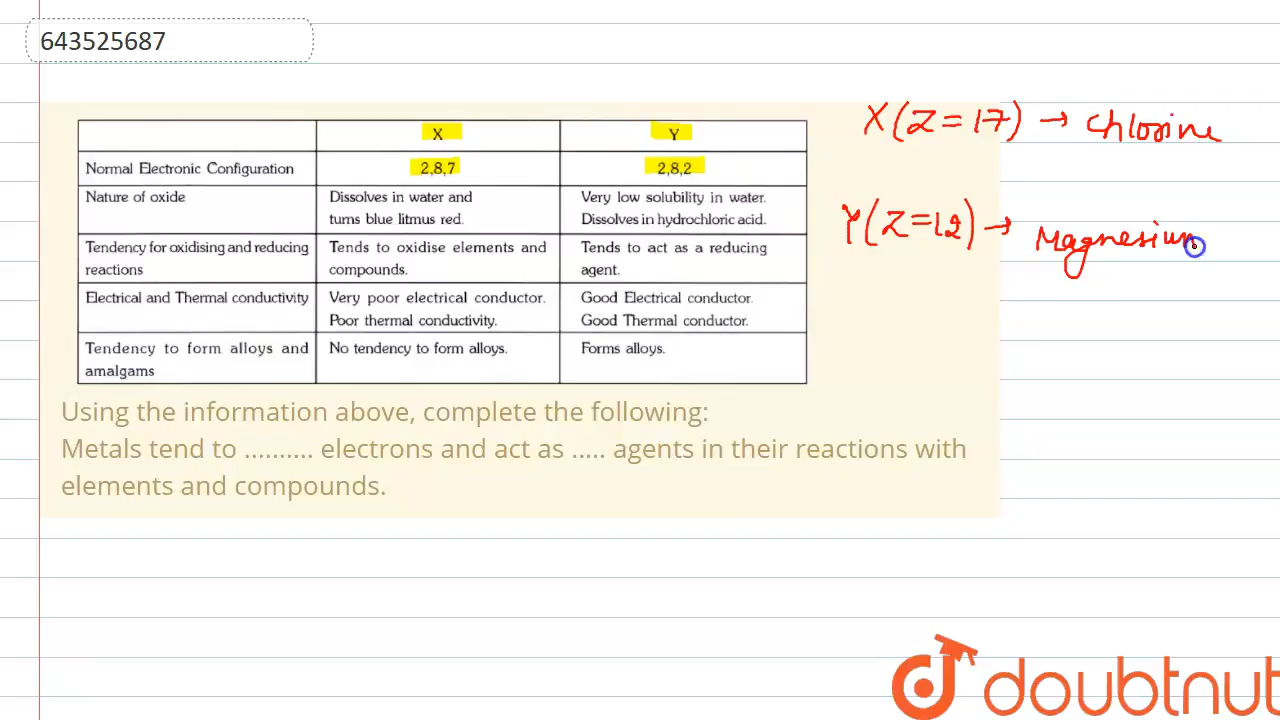 643525687
X(Z=17) → Chlorine
Y(Z=12) → Magnesium
X Y
Normal Electronic Configuration 2,8,7 2,8,2
Nature of oxide Dissolves in water and Very low solubility in water.
turns blue litmus red. Dissolves in hydrochloric acid.
Tendency for oxidising and reducing Tends to oxidise elements and Tends to act as a reducing
reactions compounds. agent.
Electrical and Thermal conductivity Very poor electrical conductor. Good Electrical conductor.
Poor thermal conductivity. Good Thermal conductor.
Tendency to form alloys and No tendency to form alloys. Forms alloys.
amalgams
Using the information above, complete the following:
Metals tend to .......... electrons and act as ..... agents in their reactions with
elements and compounds.
doubtnut